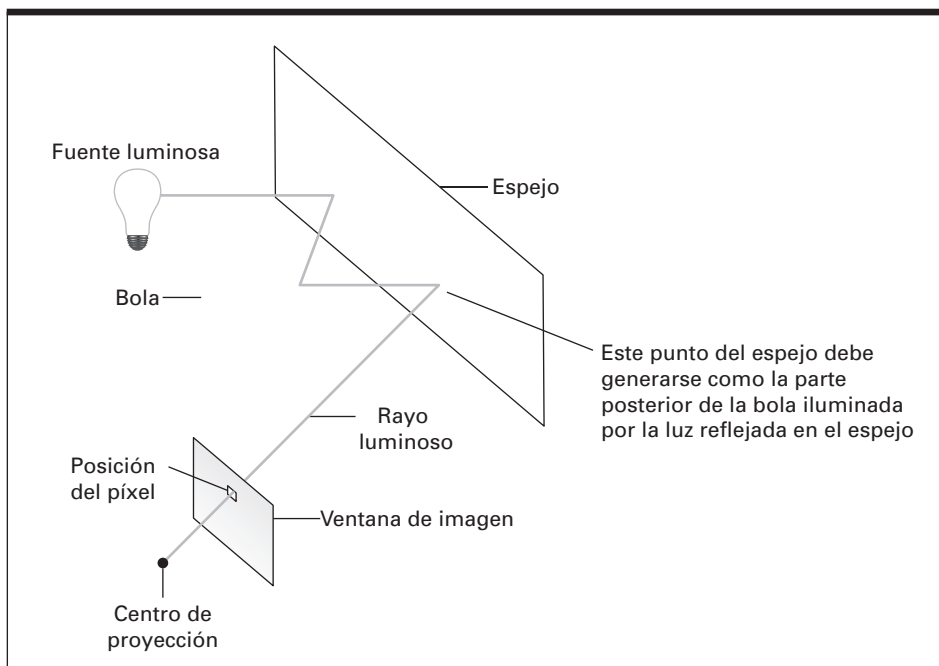 Fuente luminosa
Espejo
Bola
Este punto del espejo debe
generarse como la parte
posterior de la bola iluminada
por la luz reflejada en el espejo
Rayo
luminoso
Posición
del píxel
Ventana de imagen
Centro de
proyección